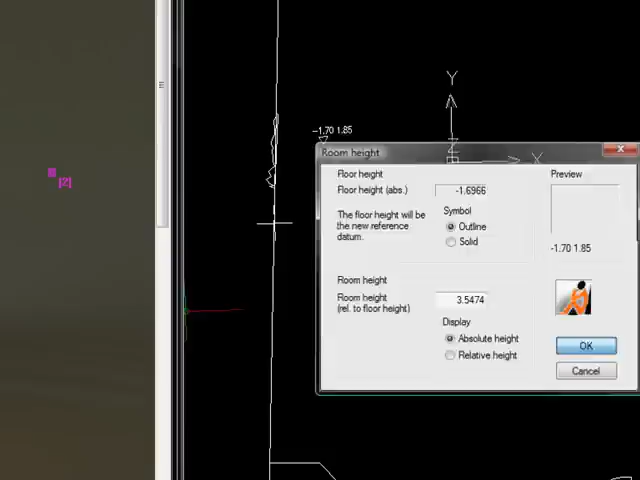 [2]
Y
-1.70 1.85
Z
X
Room height
Floor height
Floor height (abs.) -1.6966
The floor height will be
the new reference
datum.
Symbol
Outline
Solid
Preview
-1.70 1.85
Room height
Room height
(rel. to floor height)
3.5474
Display
Absolute height
Relative height
OK
Cancel